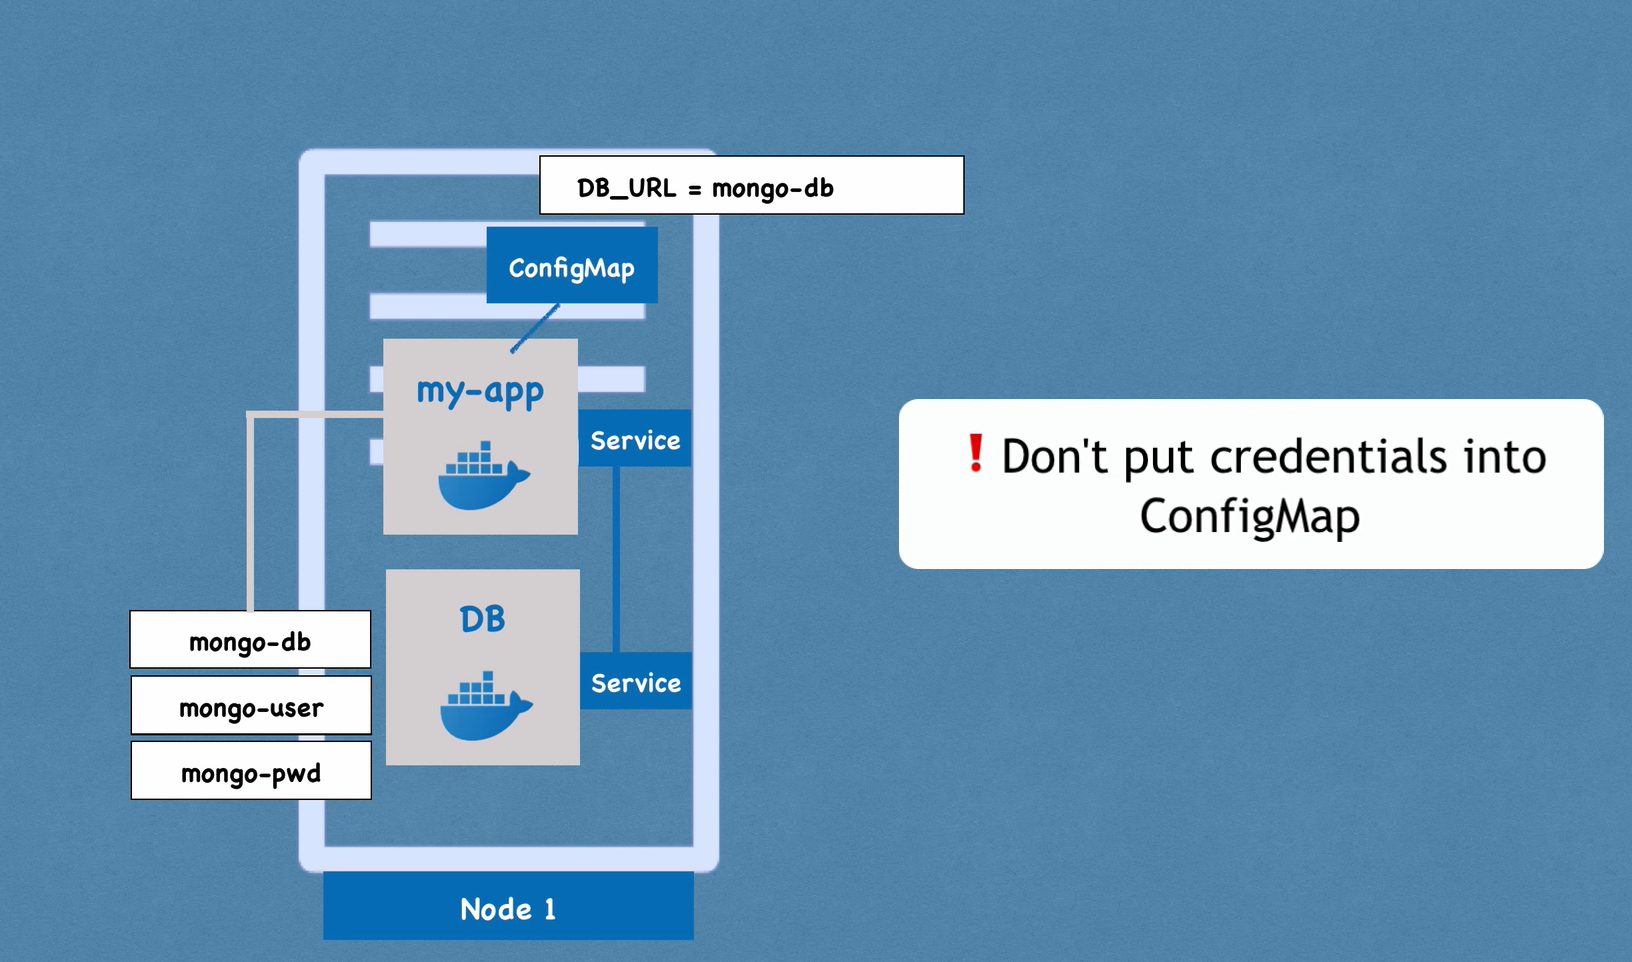 DB_URL = mongo-db
ConfigMap
my-app
Service
❗ Don't put credentials into
ConfigMap
DB
mongo-db
Service
mongo-user
mongo-pwd
Node 1